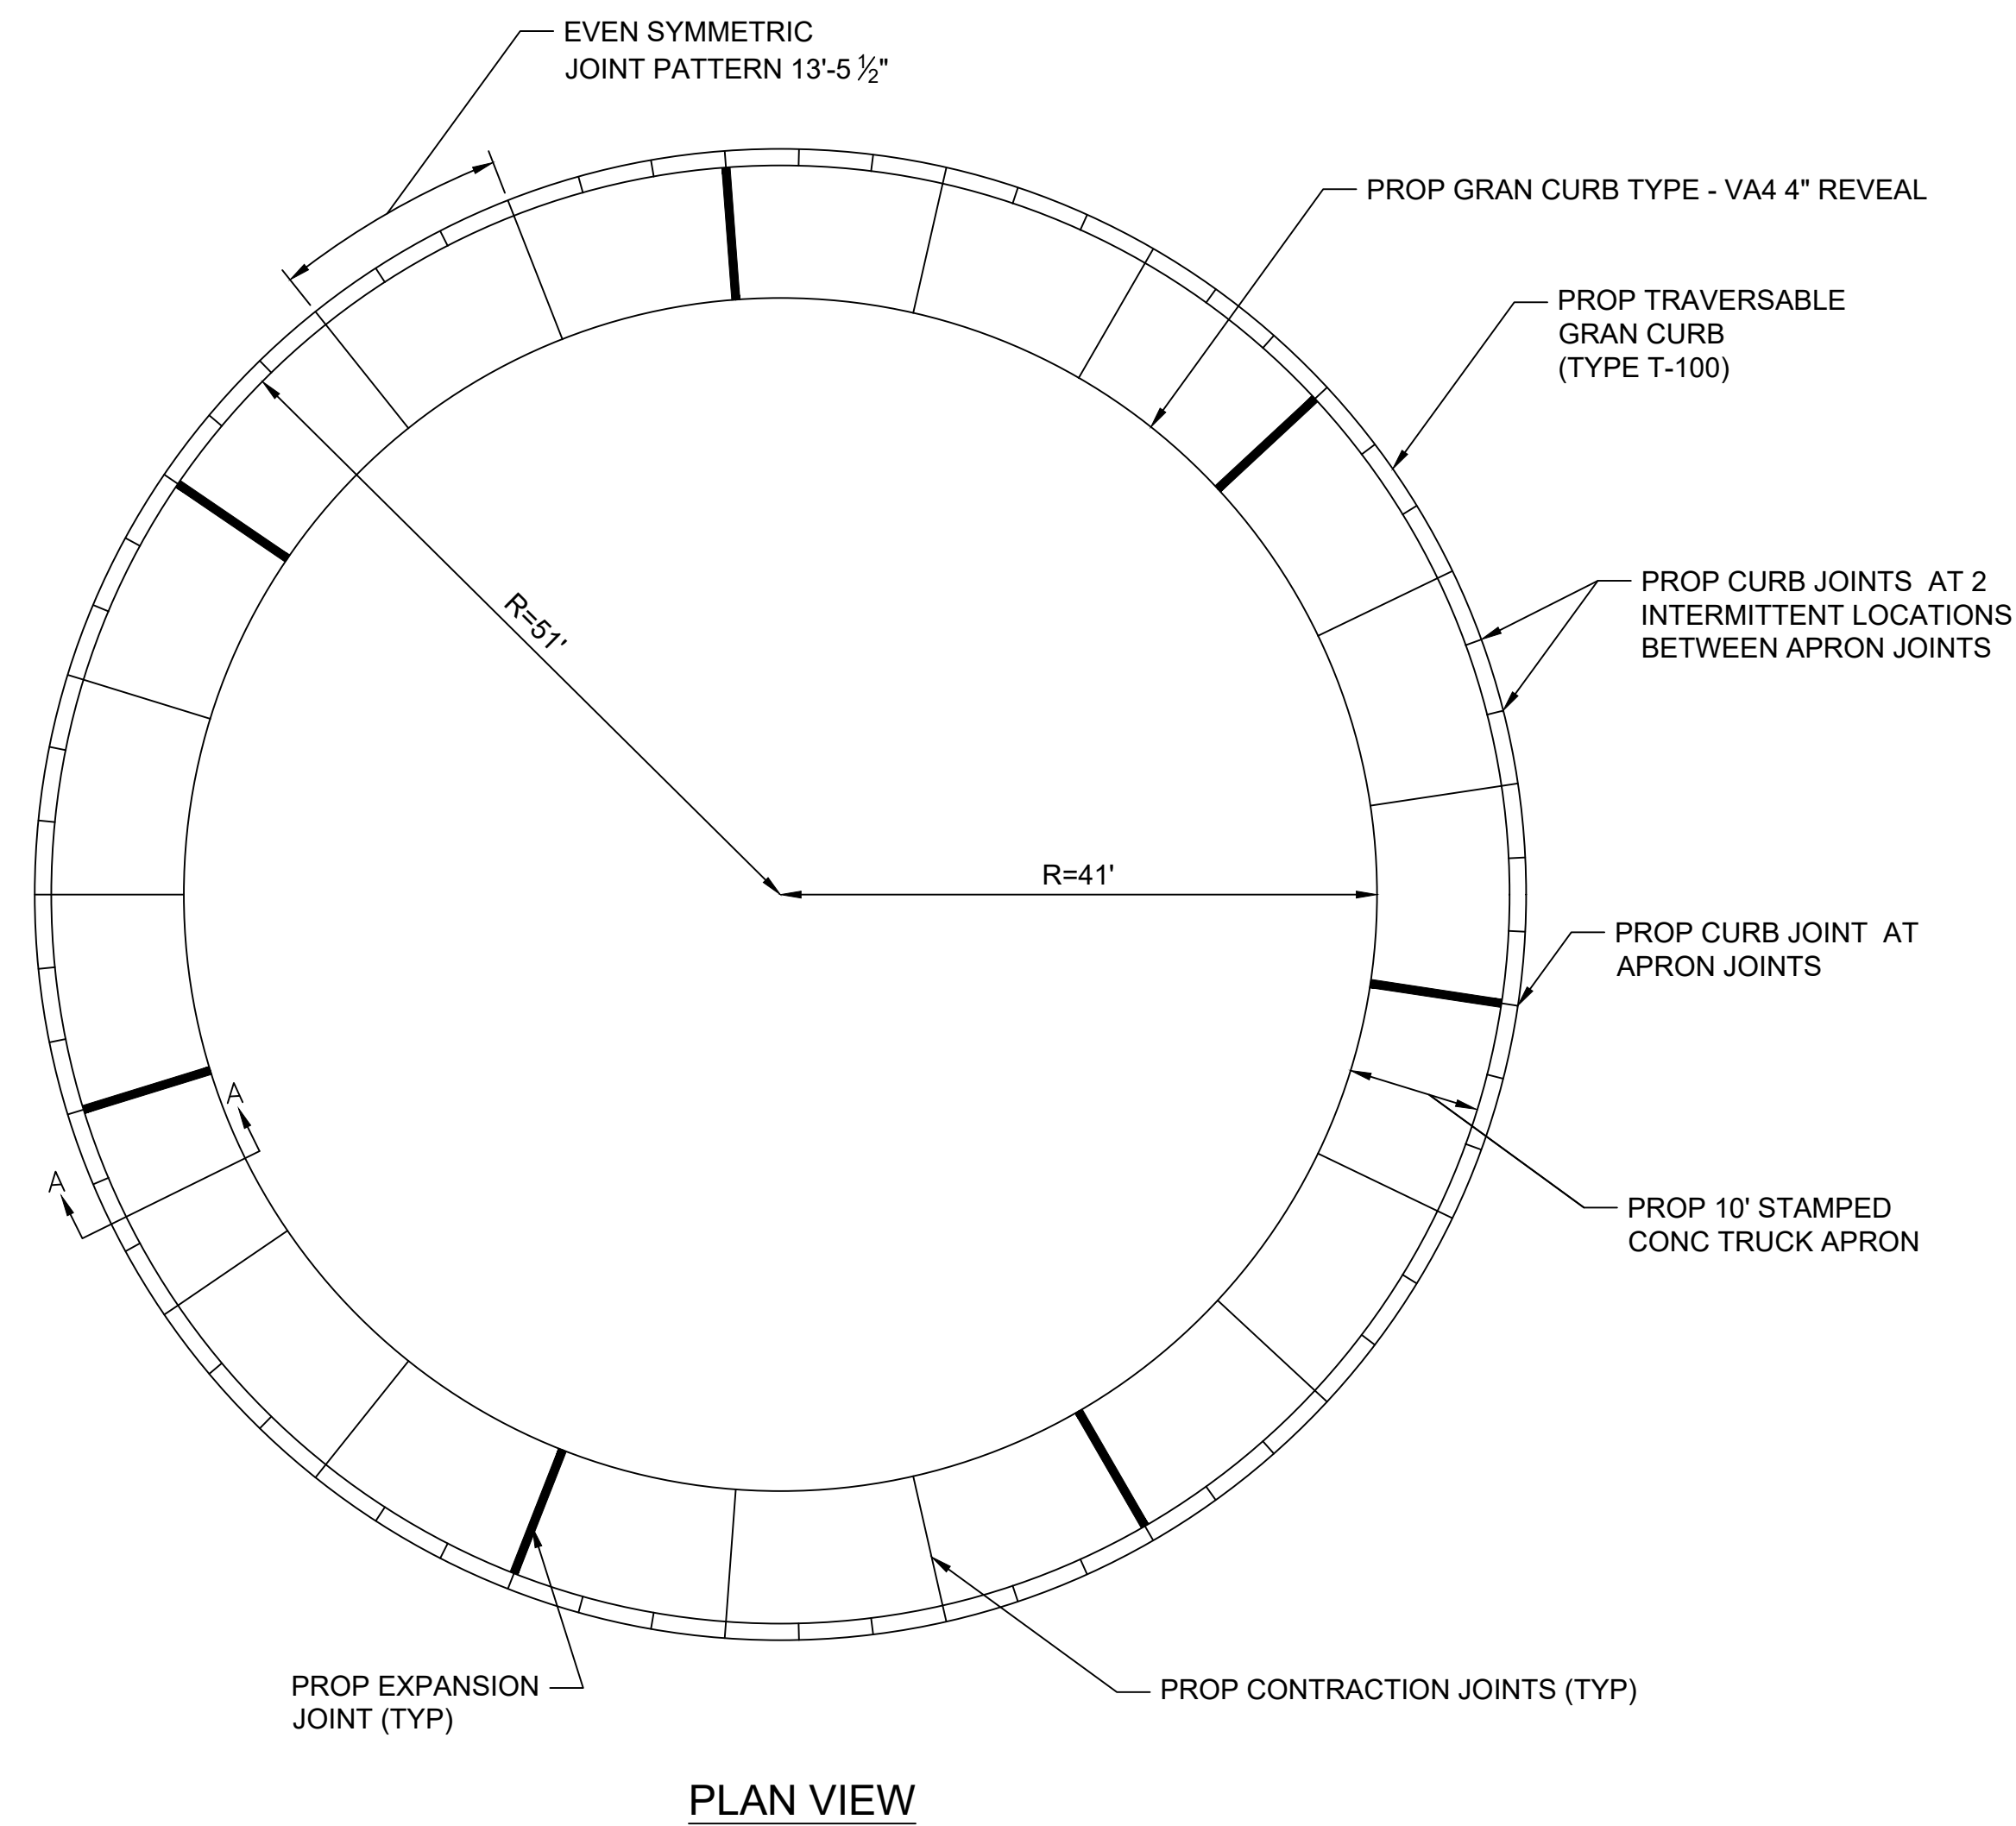 EVEN SYMMETRIC
JOINT PATTERN 13'-5 ½"
PROP GRAN CURB TYPE - VA4 4" REVEAL
PROP TRAVERSABLE
GRAN CURB
(TYPE T-100)
PROP CURB JOINTS AT 2
INTERMITTENT LOCATIONS
BETWEEN APRON JOINTS
R=51'
R=41'
PROP CURB JOINT AT
APRON JOINTS
A
A
PROP 10' STAMPED
CONC TRUCK APRON
PROP EXPANSION
JOINT (TYP)
PROP CONTRACTION JOINTS (TYP)
PLAN VIEW